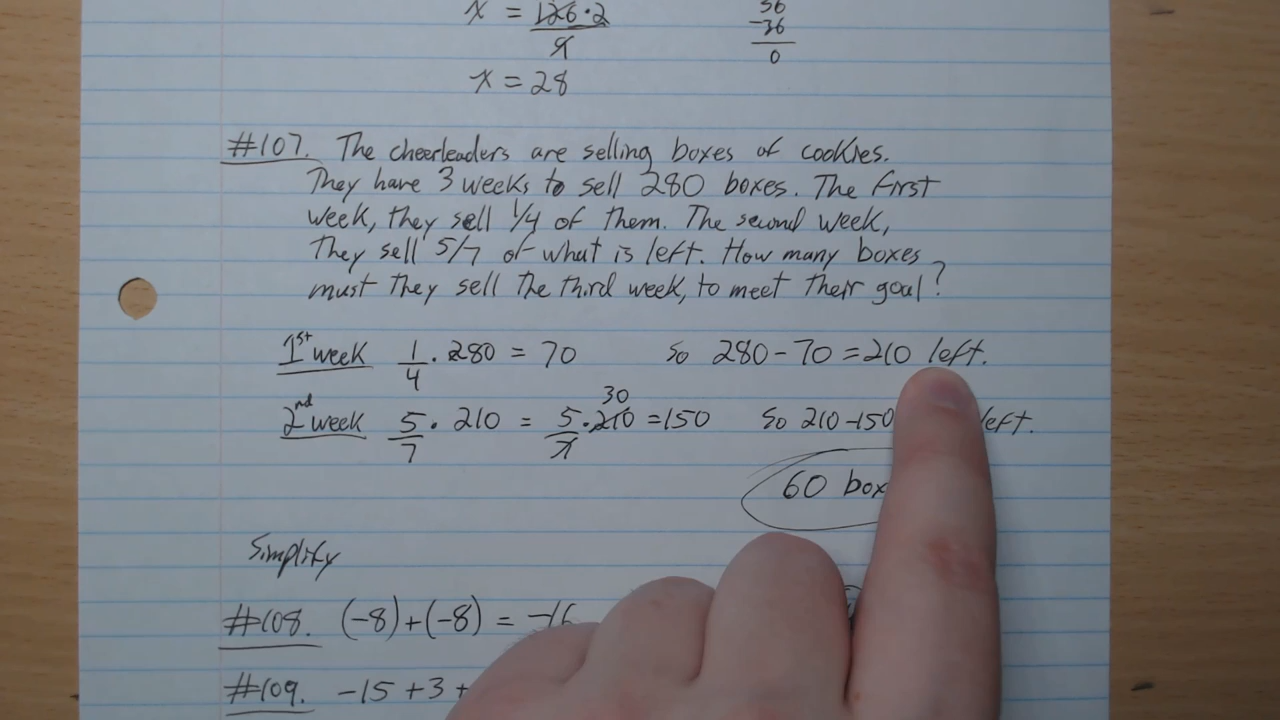 x = 126·2
9
x = 28
56
-36
0
#107. The cheerleaders are selling boxes of cookies.
They have 3 weeks to sell 280 boxes. The first
week, they sell 1/4 of them. The second week,
They sell 5/7 of what is left. How many boxes
must they sell the third week, to meet their goal?
1st week 1/4 · 280 = 70 so 280 - 70 = 210 left.
30
2nd week 5/7 · 210 = 5/7 · 210 = 150 so 210 - 150 left.
60
Simplify
#108. (-8)+(-8) = -16
#109. -15 + 3 +